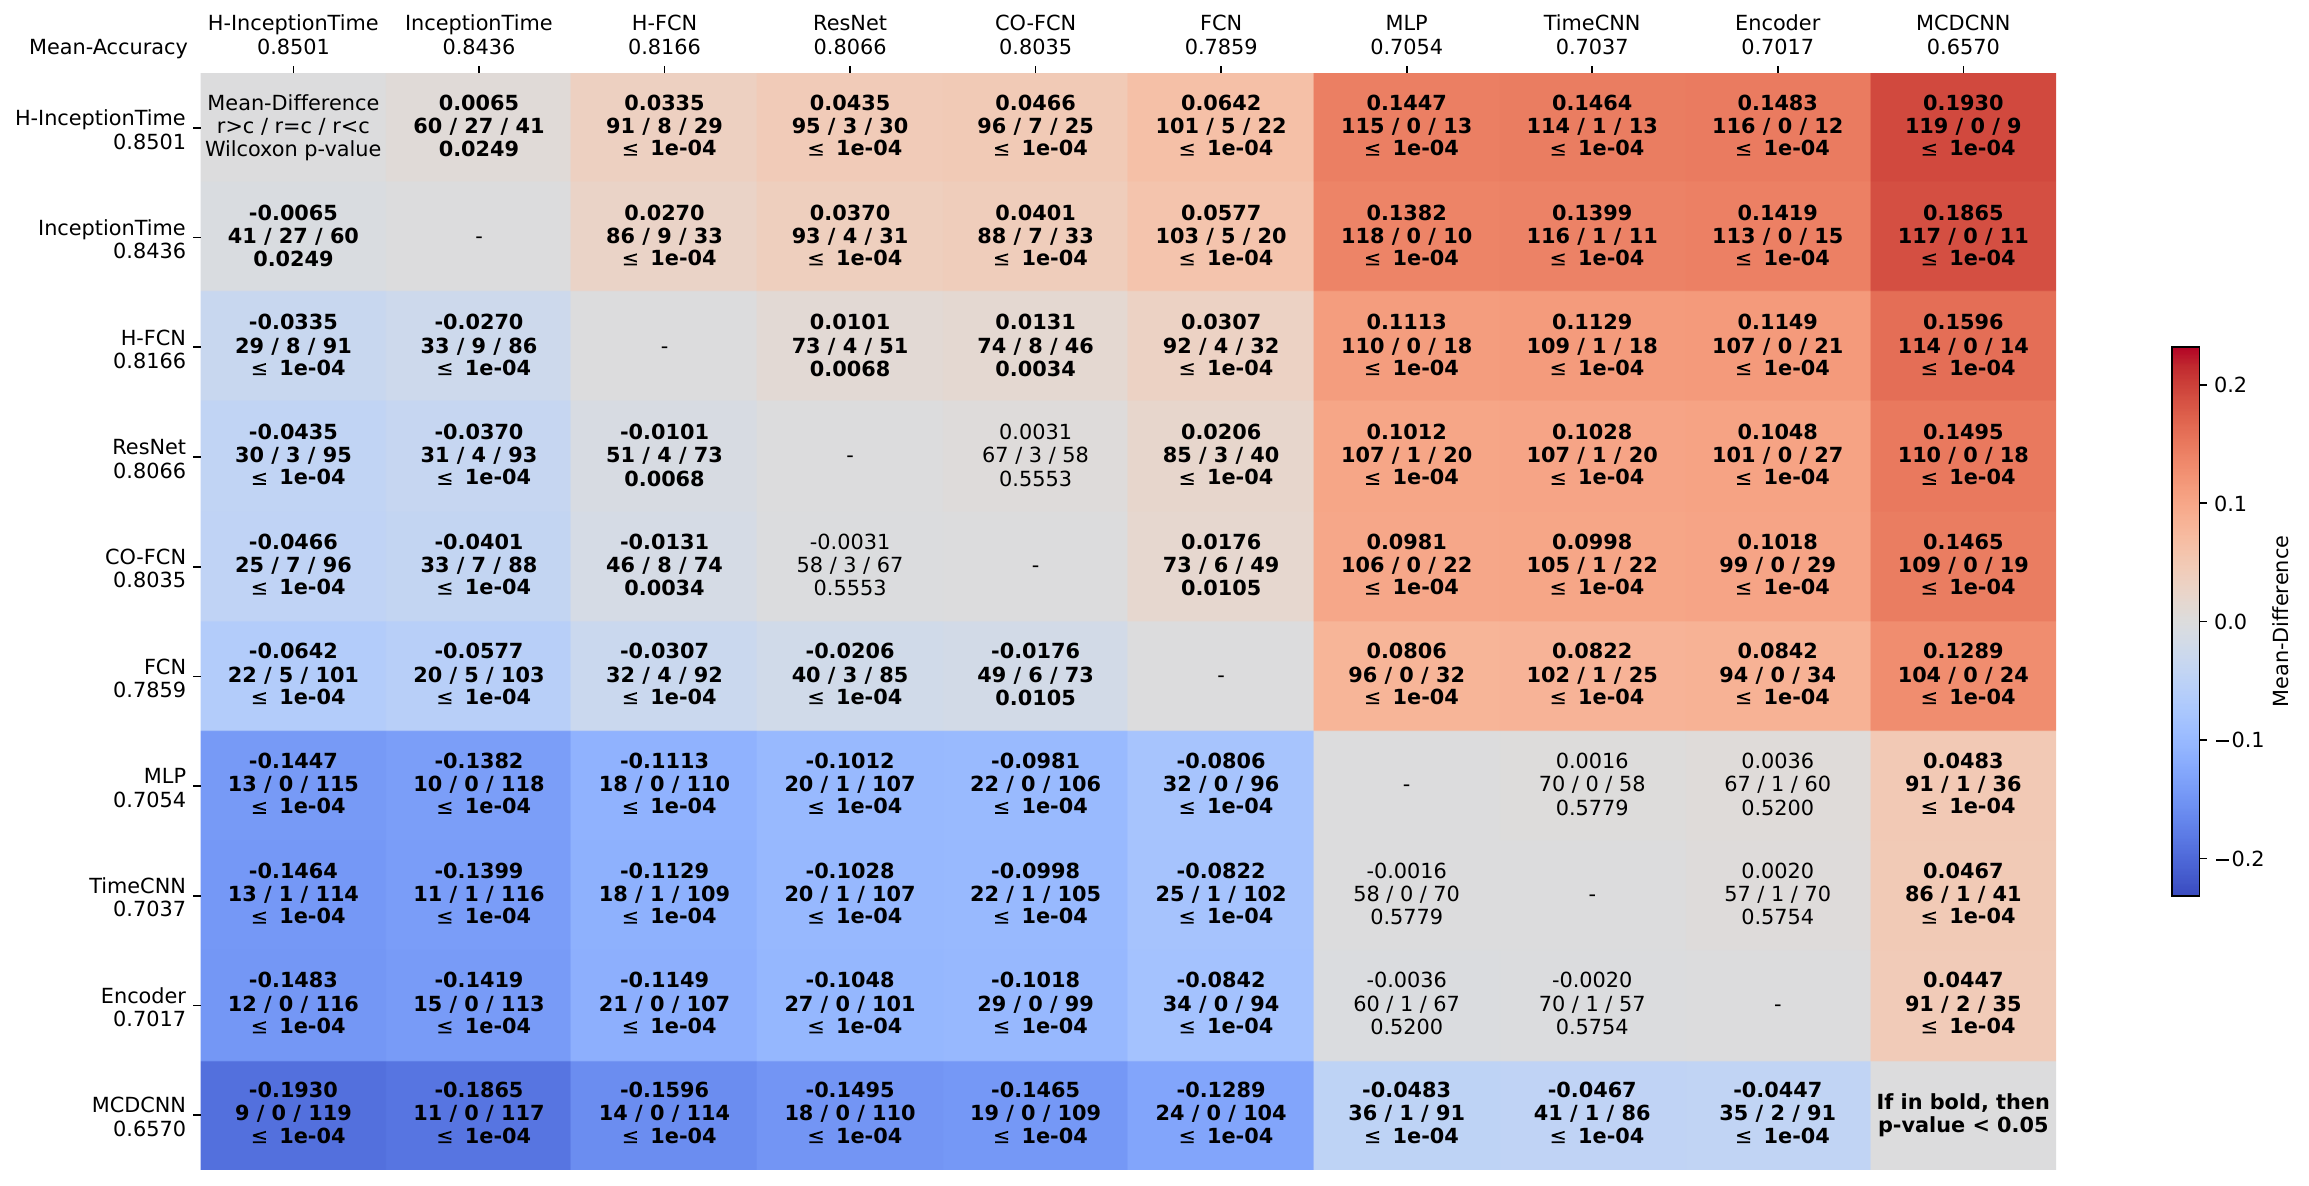 H-InceptionTime InceptionTime H-FCN ResNet CO-FCN FCN MLP TimeCNN Encoder MCDCNN
Mean-Accuracy 0.8501 0.8436 0.8166 0.8066 0.8035 0.7859 0.7054 0.7037 0.7017 0.6570
Mean-Difference 0.0065 0.0335 0.0435 0.0466 0.0642 0.1447 0.1464 0.1483 0.1930
H-InceptionTime r>c / r=c / r<c 60 / 27 / 41 91 / 8 / 29 95 / 3 / 30 96 / 7 / 25 101 / 5 / 22 115 / 0 / 13 114 / 1 / 13 116 / 0 / 12 119 / 0 / 9
0.8501 Wilcoxon p-value 0.0249 ≤ 1e-04 ≤ 1e-04 ≤ 1e-04 ≤ 1e-04 ≤ 1e-04 ≤ 1e-04 ≤ 1e-04 ≤ 1e-04
-0.0065 0.0270 0.0370 0.0401 0.0577 0.1382 0.1399 0.1419 0.1865
InceptionTime 41 / 27 / 60 - 86 / 9 / 33 93 / 4 / 31 88 / 7 / 33 103 / 5 / 20 118 / 0 / 10 116 / 1 / 11 113 / 0 / 15 117 / 0 / 11
0.8436 0.0249 ≤ 1e-04 ≤ 1e-04 ≤ 1e-04 ≤ 1e-04 ≤ 1e-04 ≤ 1e-04 ≤ 1e-04 ≤ 1e-04
-0.0335 -0.0270 0.0101 0.0131 0.0307 0.1113 0.1129 0.1149 0.1596
H-FCN 29 / 8 / 91 33 / 9 / 86 - 73 / 4 / 51 74 / 8 / 46 92 / 4 / 32 110 / 0 / 18 109 / 1 / 18 107 / 0 / 21 114 / 0 / 14
0.8166 ≤ 1e-04 ≤ 1e-04 0.0068 0.0034 ≤ 1e-04 ≤ 1e-04 ≤ 1e-04 ≤ 1e-04 ≤ 1e-04
-0.0435 -0.0370 -0.0101 0.0031 0.0206 0.1012 0.1028 0.1048 0.1495
ResNet 30 / 3 / 95 31 / 4 / 93 51 / 4 / 73 - 67 / 3 / 58 85 / 3 / 40 107 / 1 / 20 107 / 1 / 20 101 / 0 / 27 110 / 0 / 18
0.8066 ≤ 1e-04 ≤ 1e-04 0.0068 0.5553 ≤ 1e-04 ≤ 1e-04 ≤ 1e-04 ≤ 1e-04 ≤ 1e-04
-0.0466 -0.0401 -0.0131 -0.0031 0.0176 0.0981 0.0998 0.1018 0.1465
CO-FCN 25 / 7 / 96 33 / 7 / 88 46 / 8 / 74 58 / 3 / 67 - 73 / 6 / 49 106 / 0 / 22 105 / 1 / 22 99 / 0 / 29 109 / 0 / 19
0.8035 ≤ 1e-04 ≤ 1e-04 0.0034 0.5553 0.0105 ≤ 1e-04 ≤ 1e-04 ≤ 1e-04 ≤ 1e-04
-0.0642 -0.0577 -0.0307 -0.0206 -0.0176 0.0806 0.0822 0.0842 0.1289
FCN 22 / 5 / 101 20 / 5 / 103 32 / 4 / 92 40 / 3 / 85 49 / 6 / 73 - 96 / 0 / 32 102 / 1 / 25 94 / 0 / 34 104 / 0 / 24
0.7859 ≤ 1e-04 ≤ 1e-04 ≤ 1e-04 ≤ 1e-04 0.0105 ≤ 1e-04 ≤ 1e-04 ≤ 1e-04 ≤ 1e-04
-0.1447 -0.1382 -0.1113 -0.1012 -0.0981 -0.0806 0.0016 0.0036 0.0483
MLP 13 / 0 / 115 10 / 0 / 118 18 / 0 / 110 20 / 1 / 107 22 / 0 / 106 32 / 0 / 96 - 70 / 0 / 58 67 / 1 / 60 91 / 1 / 36
0.7054 ≤ 1e-04 ≤ 1e-04 ≤ 1e-04 ≤ 1e-04 ≤ 1e-04 ≤ 1e-04 0.5779 0.5200 ≤ 1e-04
-0.1464 -0.1399 -0.1129 -0.1028 -0.0998 -0.0822 -0.0016 0.0020 0.0467
TimeCNN 13 / 1 / 114 11 / 1 / 116 18 / 1 / 109 20 / 1 / 107 22 / 1 / 105 25 / 1 / 102 58 / 0 / 70 - 57 / 1 / 70 86 / 1 / 41
0.7037 ≤ 1e-04 ≤ 1e-04 ≤ 1e-04 ≤ 1e-04 ≤ 1e-04 ≤ 1e-04 0.5779 0.5754 ≤ 1e-04
-0.1483 -0.1419 -0.1149 -0.1048 -0.1018 -0.0842 -0.0036 -0.0020 0.0447
Encoder 12 / 0 / 116 15 / 0 / 113 21 / 0 / 107 27 / 0 / 101 29 / 0 / 99 34 / 0 / 94 60 / 1 / 67 70 / 1 / 57 - 91 / 2 / 35
0.7017 ≤ 1e-04 ≤ 1e-04 ≤ 1e-04 ≤ 1e-04 ≤ 1e-04 ≤ 1e-04 0.5200 0.5754 ≤ 1e-04
-0.1930 -0.1865 -0.1596 -0.1495 -0.1465 -0.1289 -0.0483 -0.0467 -0.0447 If in bold, then
MCDCNN 9 / 0 / 119 11 / 0 / 117 14 / 0 / 114 18 / 0 / 110 19 / 0 / 109 24 / 0 / 104 36 / 1 / 91 41 / 1 / 86 35 / 2 / 91 p-value < 0.05
0.6570 ≤ 1e-04 ≤ 1e-04 ≤ 1e-04 ≤ 1e-04 ≤ 1e-04 ≤ 1e-04 ≤ 1e-04 ≤ 1e-04 ≤ 1e-04
0.2
0.1
0.0
−0.1
−0.2
Mean-Difference